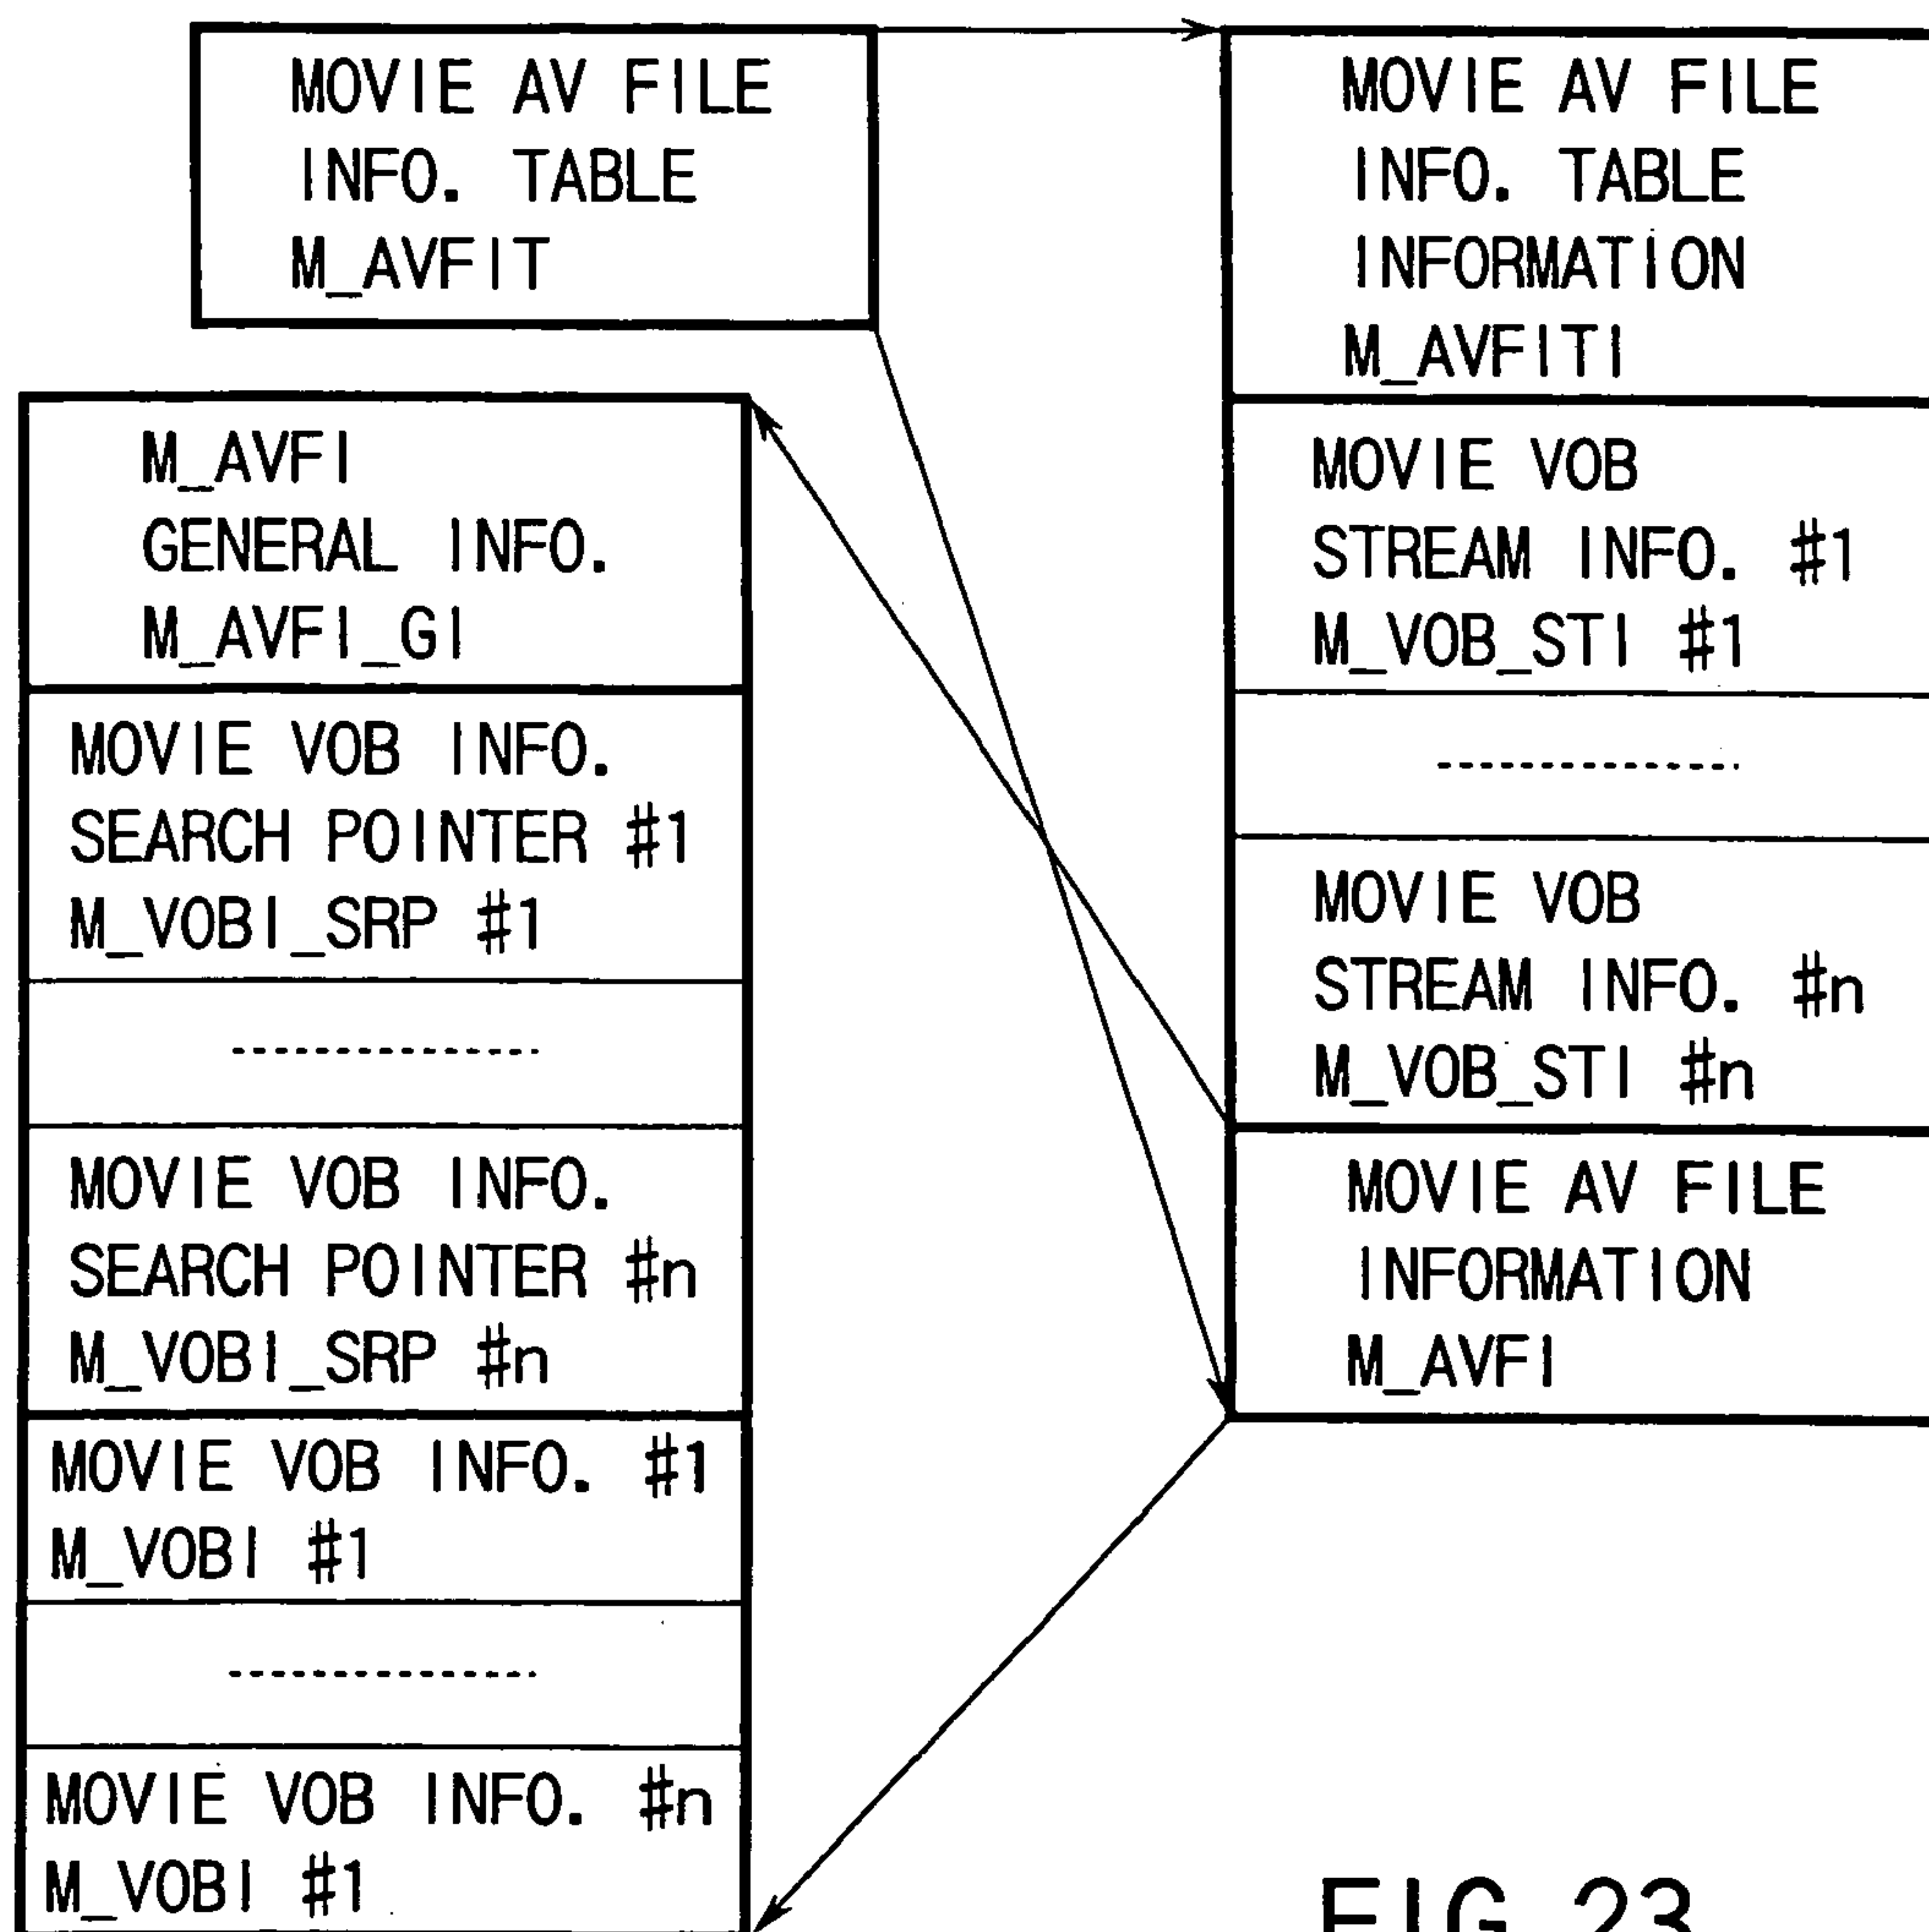 MOVIE AV FILE
INFO. TABLE
M_AVFIT
MOVIE AV FILE
INFO. TABLE
INFORMATION
M_AVFITI
MOVIE VOB
STREAM INFO. #1
M_VOB_STI #1
MOVIE VOB
STREAM INFO. #n
M_VOB_STI #n
MOVIE AV FILE
INFORMATION
M_AVFI
M_AVFI
GENERAL INFO.
M_AVFI_GI
MOVIE VOB INFO.
SEARCH POINTER #1
M_VOBI_SRP #1
MOVIE VOB INFO.
SEARCH POINTER #n
M_VOBI_SRP #n
MOVIE VOB INFO. #1
M_VOBI #1
MOVIE VOB INFO. #n
M_VOBI #1
FIG. 23